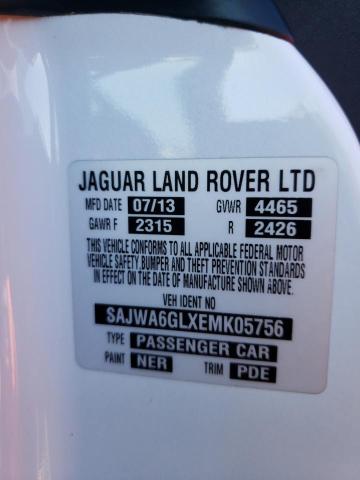 JAGUAR LAND ROVER LTD
MFD DATE 07/13 GVWR 4465
GAWR F 2315 R 2426
THIS VEHICLE CONFORMS TO ALL APPLICABLE FEDERAL MOTOR
VEHICLE SAFETY, BUMPER AND THEFT PREVENTION STANDARDS
IN EFFECT ON THE DATE OF MANUFACTURE SHOWN ABOVE.
VEH IDENT NO
SAJWA6GLXEMK05756
TYPE PASSENGER CAR
PAINT NER TRIM PDE